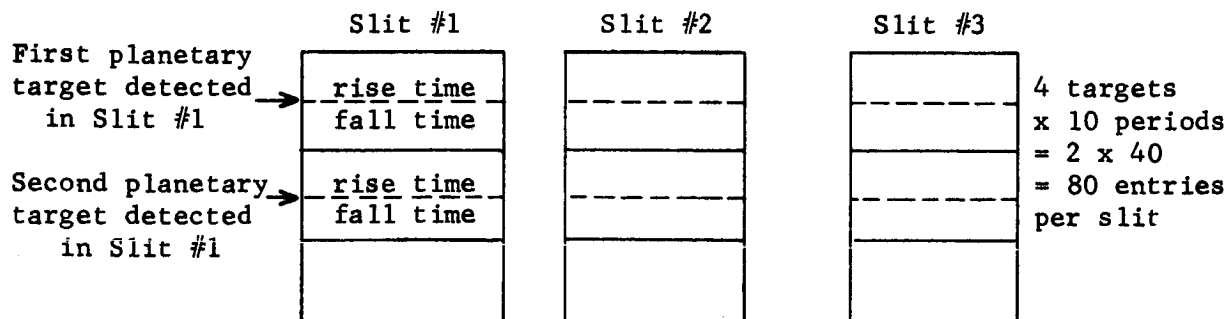 Slit #1
Slit #2
Slit #3
First planetary
target detected
in Slit #1
rise time
fall time
Second planetary
target detected
in Slit #1
rise time
fall time
4 targets
x 10 periods
= 2 x 40
= 80 entries
per slit